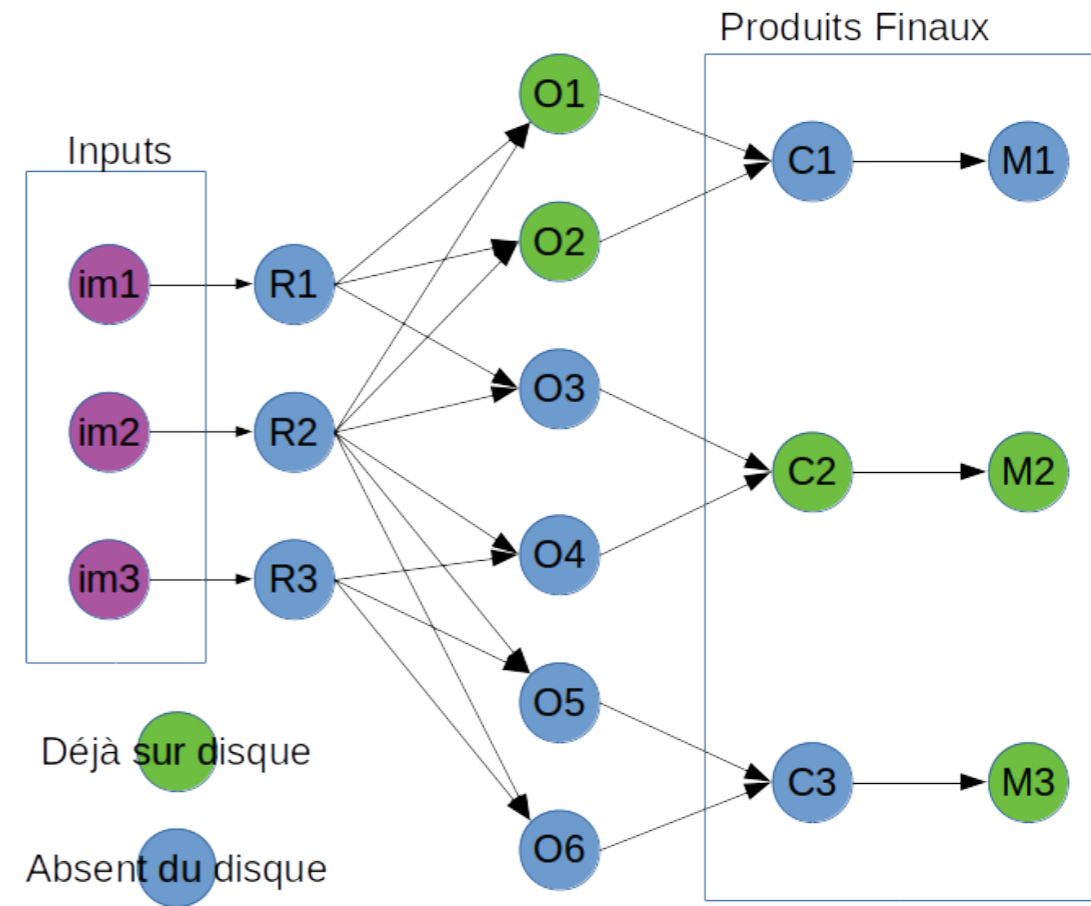 Produits Finaux
Inputs
O1
C1
M1
O2
im1
R1
O3
im2
R2
C2
M2
O4
im3
R3
O5
Déjà sur disque
C3
M3
O6
Absent du disque